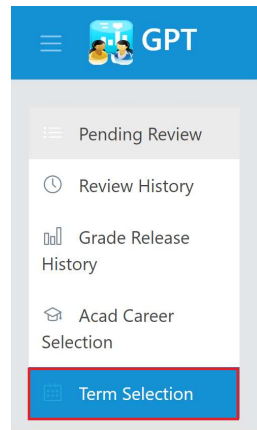 GPT
Pending Review
Review History
Grade Release
History
Acad Career
Selection
Term Selection